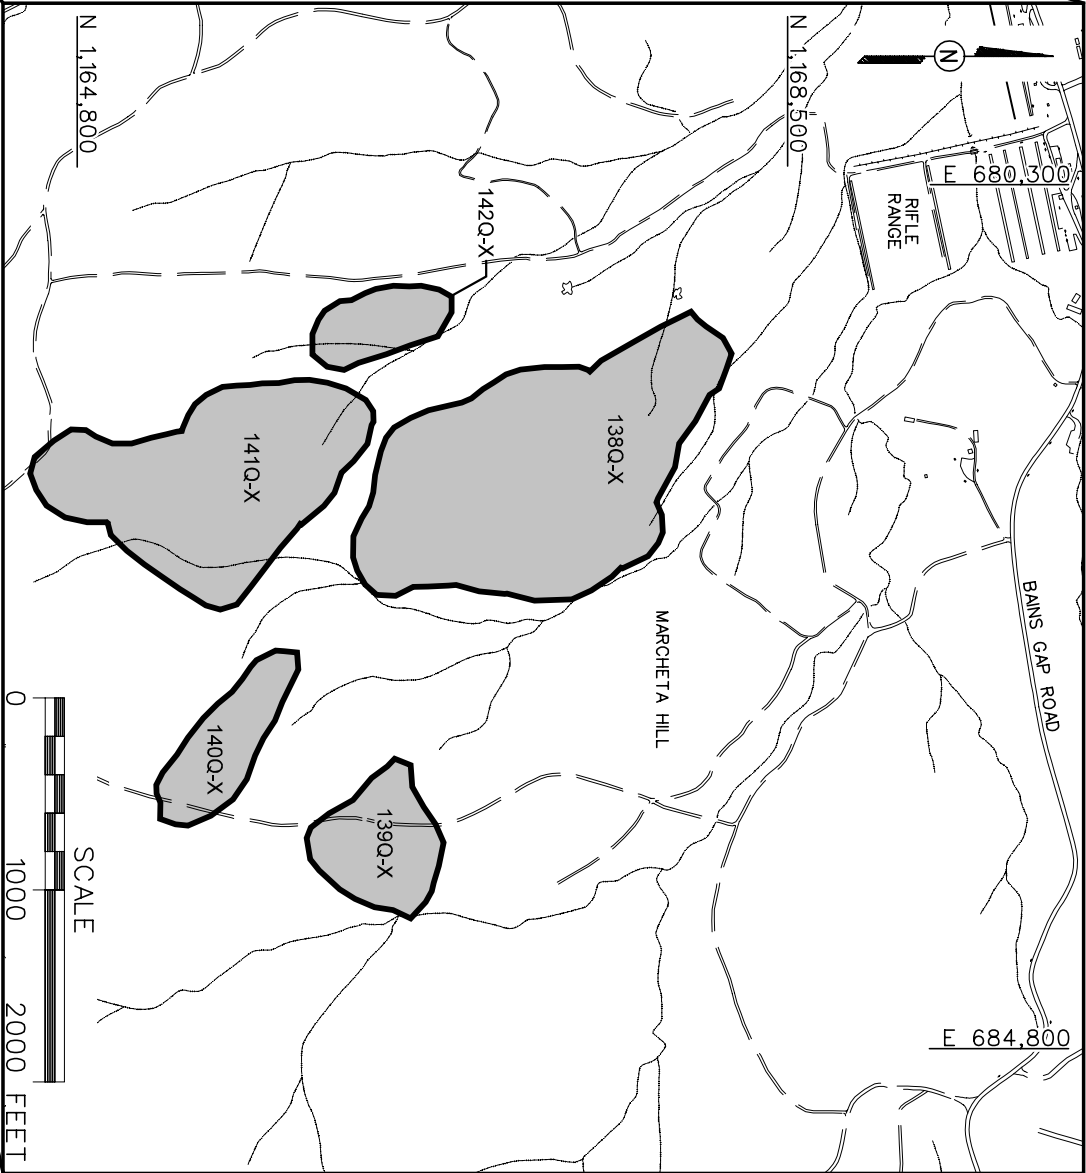 N 1,164,800
N 1,168,500
N
E 680,300
RIFLE
RANGE
142Q-X
138Q-X
141Q-X
BAINS GAP ROAD
MARCHETA HILL
140Q-X
139Q-X
E 684,800
SCALE
0 1000 2000 FEET